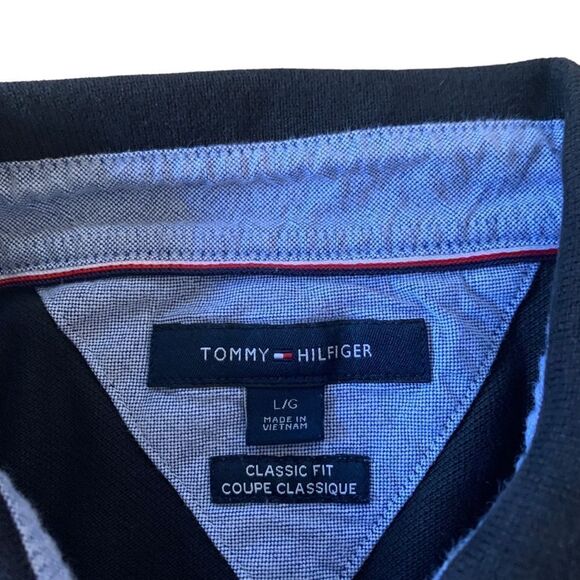 TOMMY HILFIGER
L/G
MADE IN
VIETNAM
CLASSIC FIT
COUPE CLASSIQUE